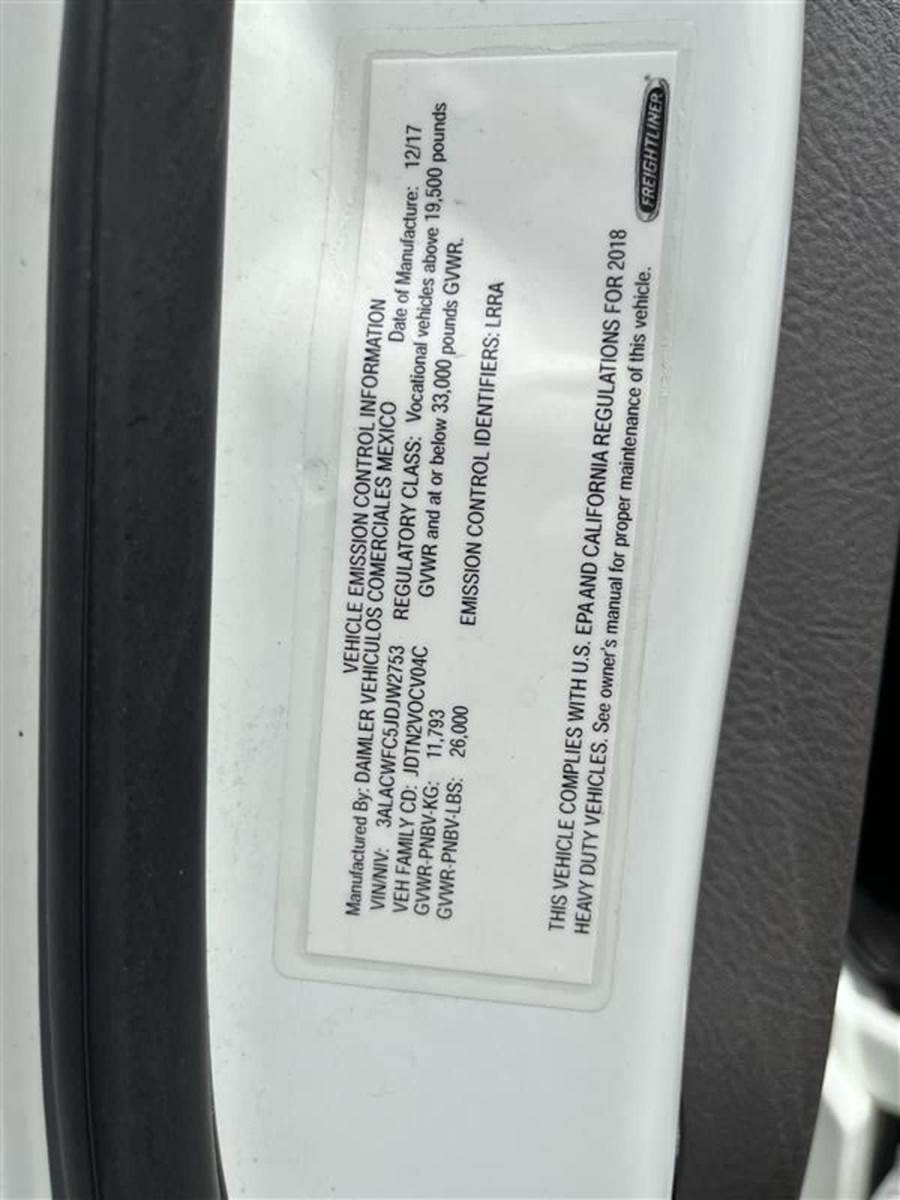 VEHICLE EMISSION CONTROL INFORMATION
Manufactured By: DAIMLER VEHICULOS COMERCIALES MEXICO
Date of Manufacture: 12/17
VIN/NIV: 3ALACWFC5JDJW2753
REGULATORY CLASS: Vocational vehicles above 19,500 pounds
VEH FAMILY CD: JDTN2VOCV04C
GVWR and at or below 33,000 pounds GVWR.
GVWR-PNBV-KG: 11,793
GVWR-PNBV-LBS: 26,000
EMISSION CONTROL IDENTIFIERS: LRRA
THIS VEHICLE COMPLIES WITH U.S. EPA AND CALIFORNIA REGULATIONS FOR 2018
HEAVY DUTY VEHICLES. See owner's manual for proper maintenance of this vehicle.
FREIGHTLINER